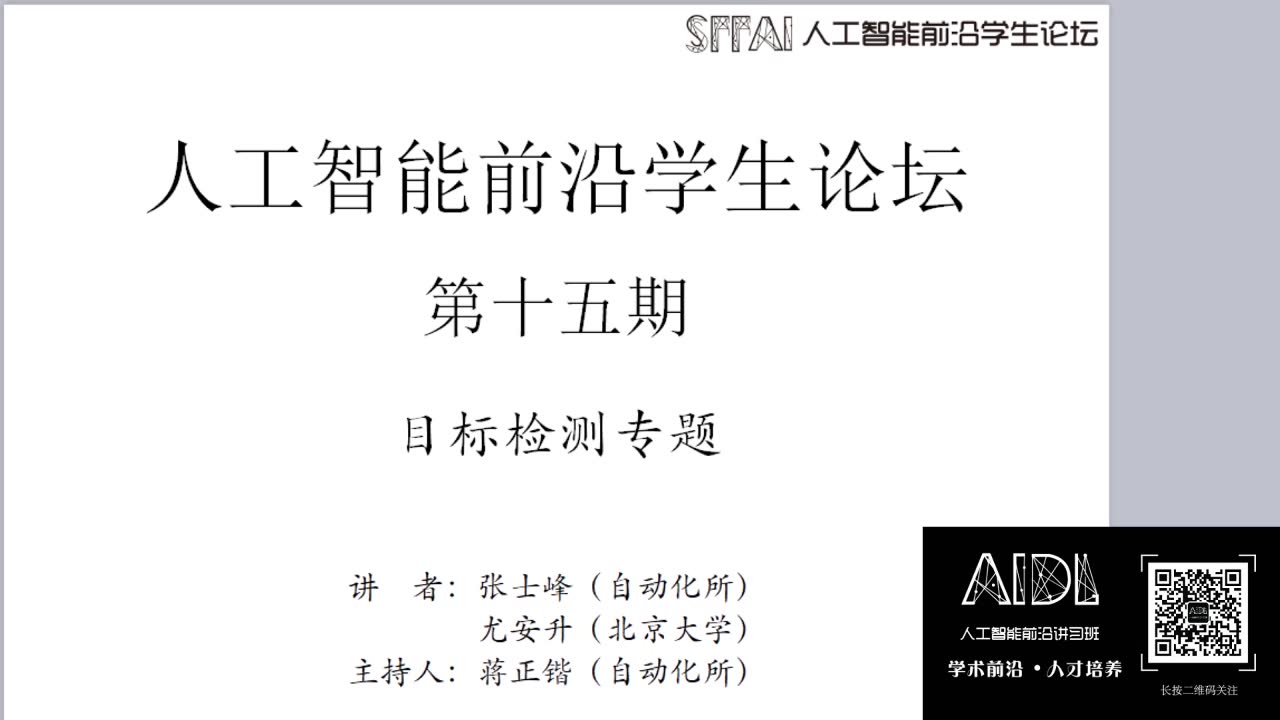 SFFAI 人工智能前沿学生论坛
人工智能前沿学生论坛
第十五期
目标检测专题
讲 者：张士峰（自动化所）
尤安升（北京大学）
主持人：蒋正锴（自动化所）
AIDL
人工智能前沿讲习班
学术前沿·人才培养
长按二维码关注